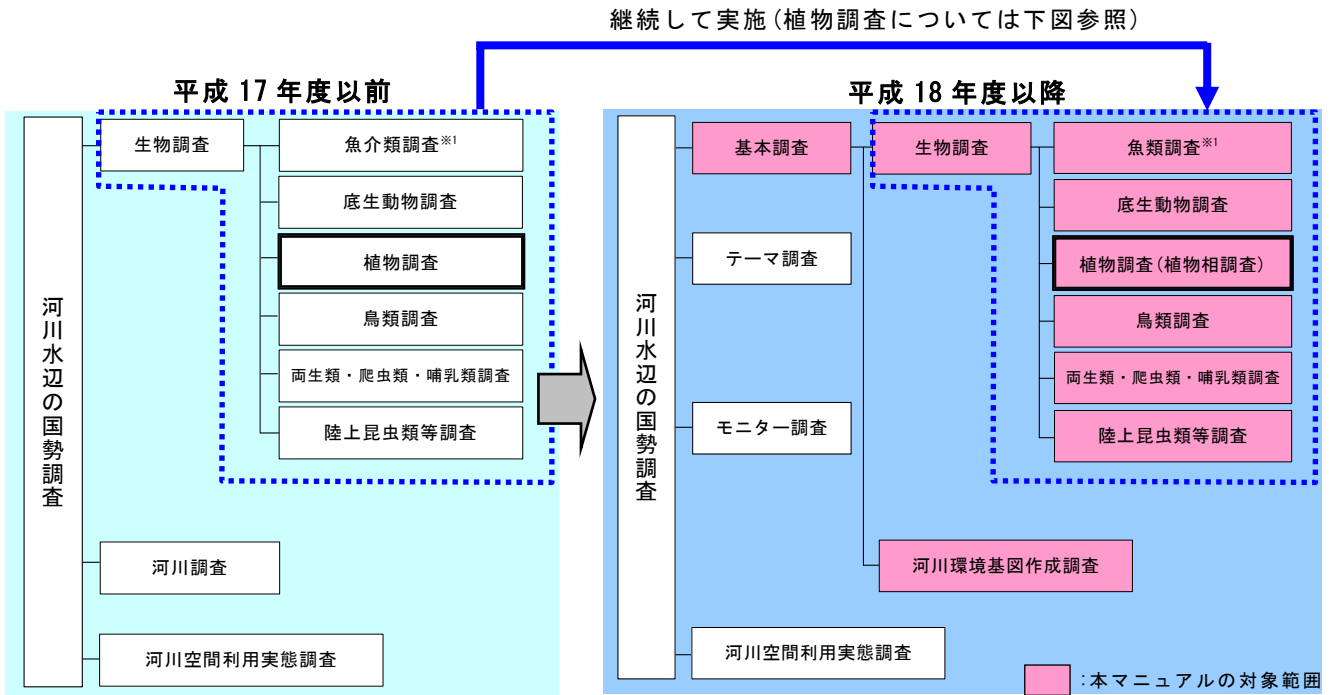 継続して実施(植物調査については下図参照)
平成 17 年度以前
河川水辺の国勢調査
生物調査
魚介類調査※1
底生動物調査
植物調査
鳥類調査
両生類・爬虫類・哺乳類調査
陸上昆虫類等調査
河川調査
河川空間利用実態調査
平成 18 年度以降
河川水辺の国勢調査
基本調査
生物調査
魚類調査※1
底生動物調査
植物調査(植物相調査)
鳥類調査
両生類・爬虫類・哺乳類調査
陸上昆虫類等調査
テーマ調査
モニター調査
河川環境基図作成調査
河川空間利用実態調査
:本マニュアルの対象範囲